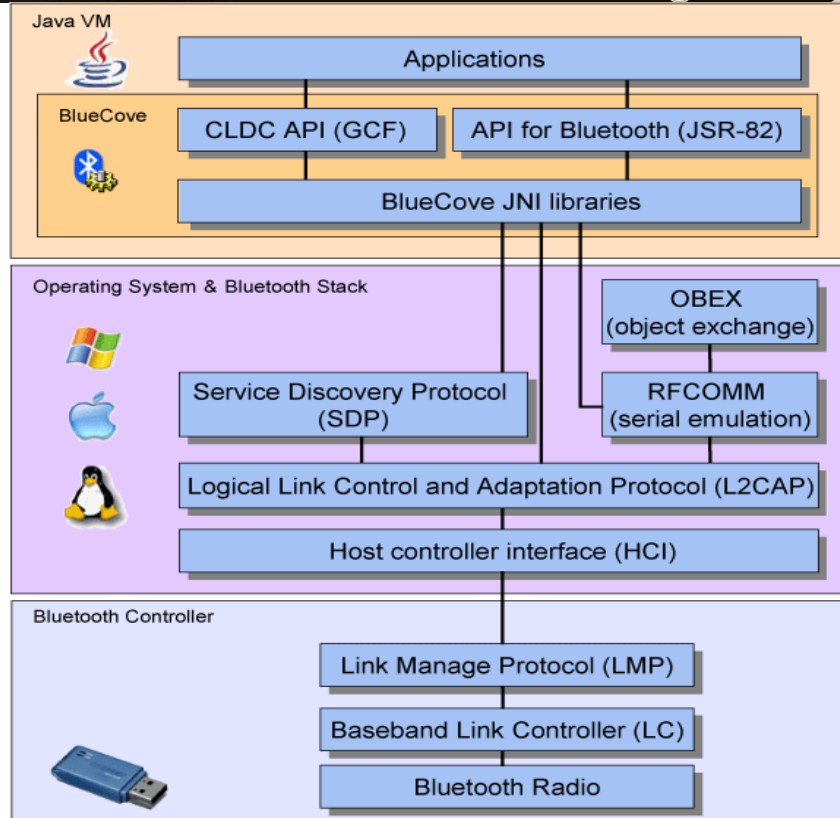 Java VM
Applications
BlueCove
CLDC API (GCF)
API for Bluetooth (JSR-82)
BlueCove JNI libraries
Operating System & Bluetooth Stack
OBEX
(object exchange)
Service Discovery Protocol
(SDP)
RFCOMM
(serial emulation)
Logical Link Control and Adaptation Protocol (L2CAP)
Host controller interface (HCI)
Bluetooth Controller
Link Manage Protocol (LMP)
Baseband Link Controller (LC)
Bluetooth Radio